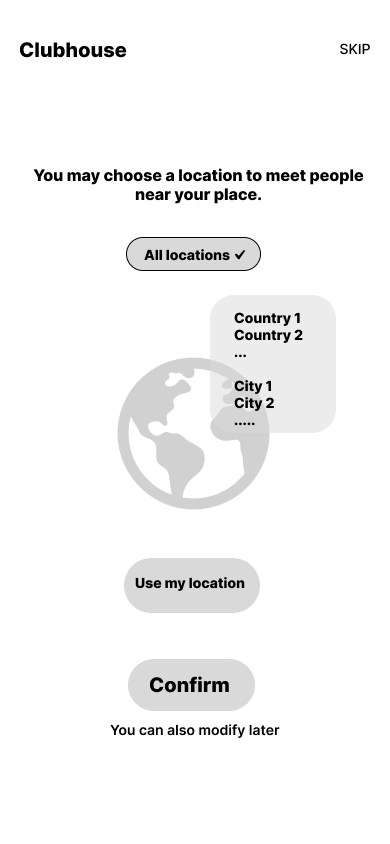 Clubhouse
SKIP
You may choose a location to meet people
near your place.
All locations ✓
Country 1
Country 2
...
City 1
City 2
.....
Use my location
Confirm
You can also modify later